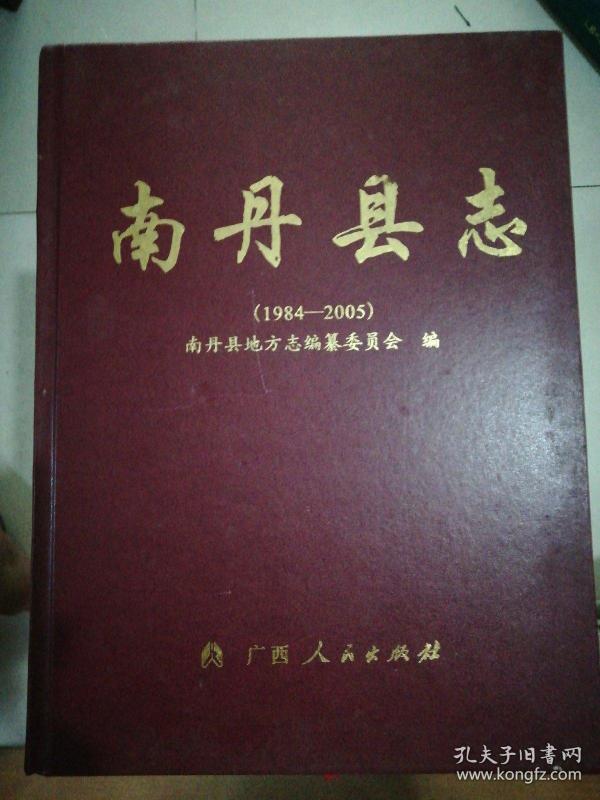 南丹县志
(1984—2005)
南丹县地方志编纂委员会 编
广西人民出版社
孔夫子旧书网
www.kongfz.com